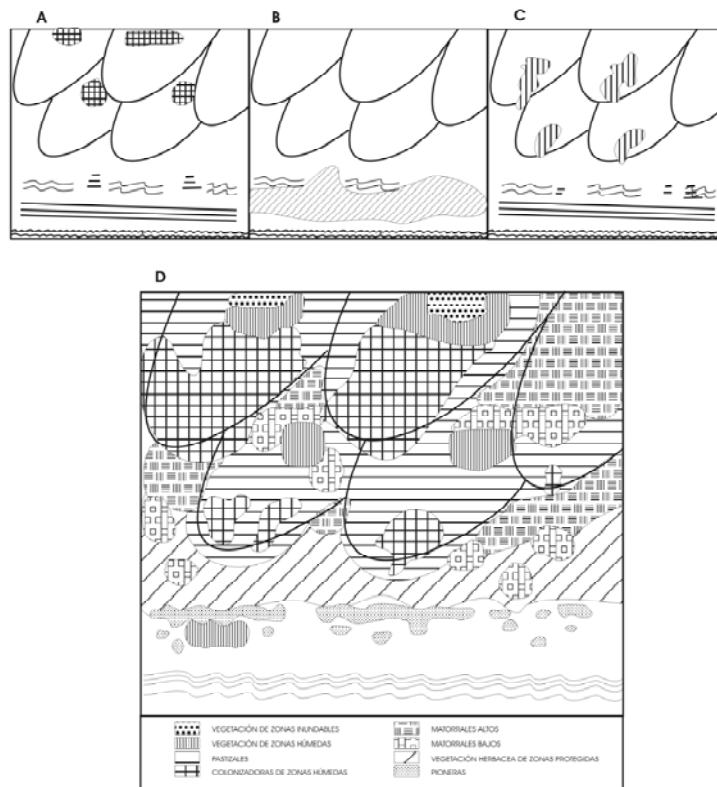 A
B
C
D
VEGETACIÓN DE ZONAS INUNDABLES
VEGETACIÓN DE ZONAS HÚMEDAS
PASTIZALES
COLONIZADORAS DE ZONAS HÚMEDAS
MATORRALES ALTOS
MATORRALES BAJOS
VEGETACIÓN HERBACEA DE ZONAS PROTEGIDAS
PIONERAS